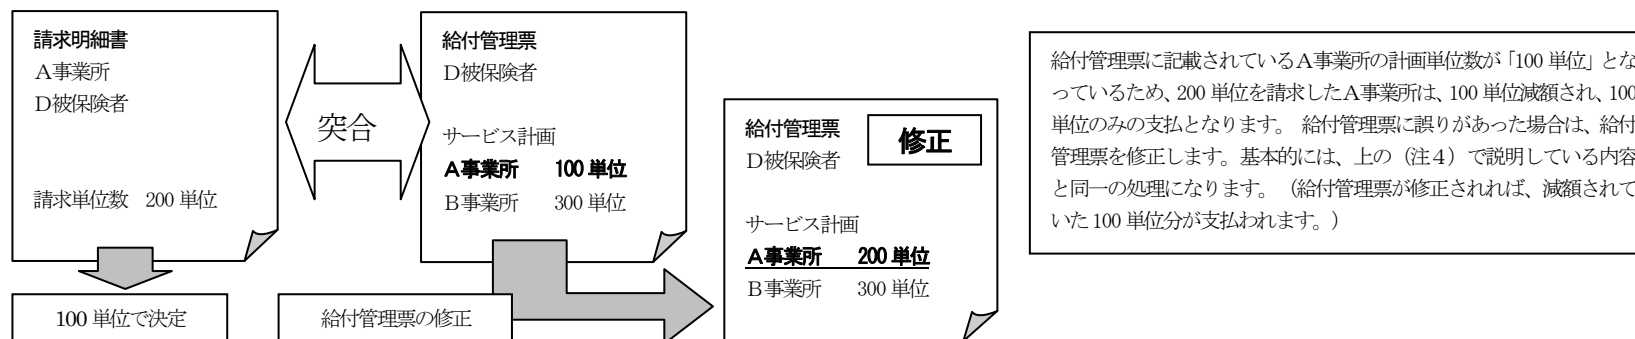 請求明細書
A事業所
D被保険者
請求単位数 200 単位
突合
給付管理票
D被保険者
サービス計画
A事業所 100 単位
B事業所 300 単位
100 単位で決定
給付管理票の修正
給付管理票
修正
D被保険者
サービス計画
A事業所 200 単位
B事業所 300 単位
給付管理票に記載されているA事業所の計画単位数が「100 単位」とな
っているため、200 単位を請求したA事業所は、100 単位減額され、100
単位のみの支払となります。 給付管理票に誤りがあった場合は、給付
管理票を修正します。基本的には、上の（注４）で説明している内容
と同一の処理になります。 （給付管理票が修正されれば、減額されて
いた 100 単位分が支払われます。）